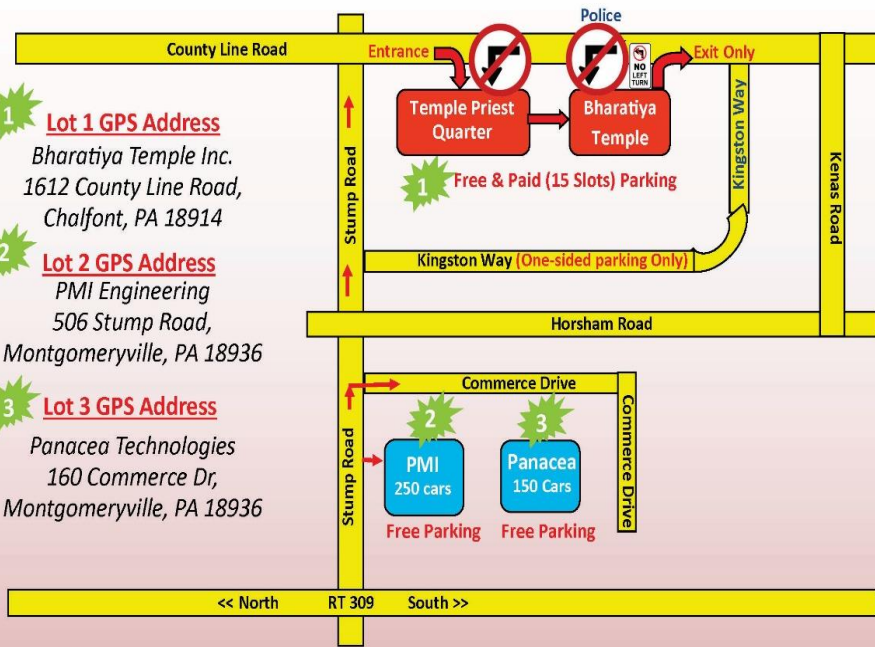 Police
County Line Road
Entrance
NO
LEFT
TURN
Exit Only
Temple Priest
Quarter
Bharatiya
Temple
1
Free & Paid (15 Slots) Parking
Kingston Way
Kenas Road
1
Lot 1 GPS Address
Bharatiya Temple Inc.
1612 County Line Road,
Chalfont, PA 18914
Stump Road
2
Lot 2 GPS Address
PMI Engineering
506 Stump Road,
Montgomeryville, PA 18936
Kingston Way (One-sided parking Only)
Horsham Road
3
Lot 3 GPS Address
Panacea Technologies
160 Commerce Dr,
Montgomeryville, PA 18936
Commerce Drive
Commerce Drive
Stump Road
2
PMI
250 cars
Free Parking
3
Panacea
150 Cars
Free Parking
<< North RT 309 South >>